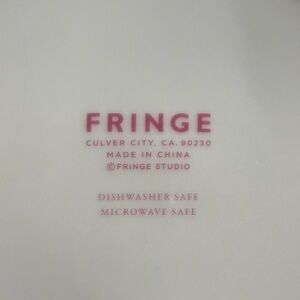 FRINGE
CULVER CITY, CA. 90230
MADE IN CHINA
©FRINGE STUDIO
DISHWASHER SAFE
MICROWAVE SAFE